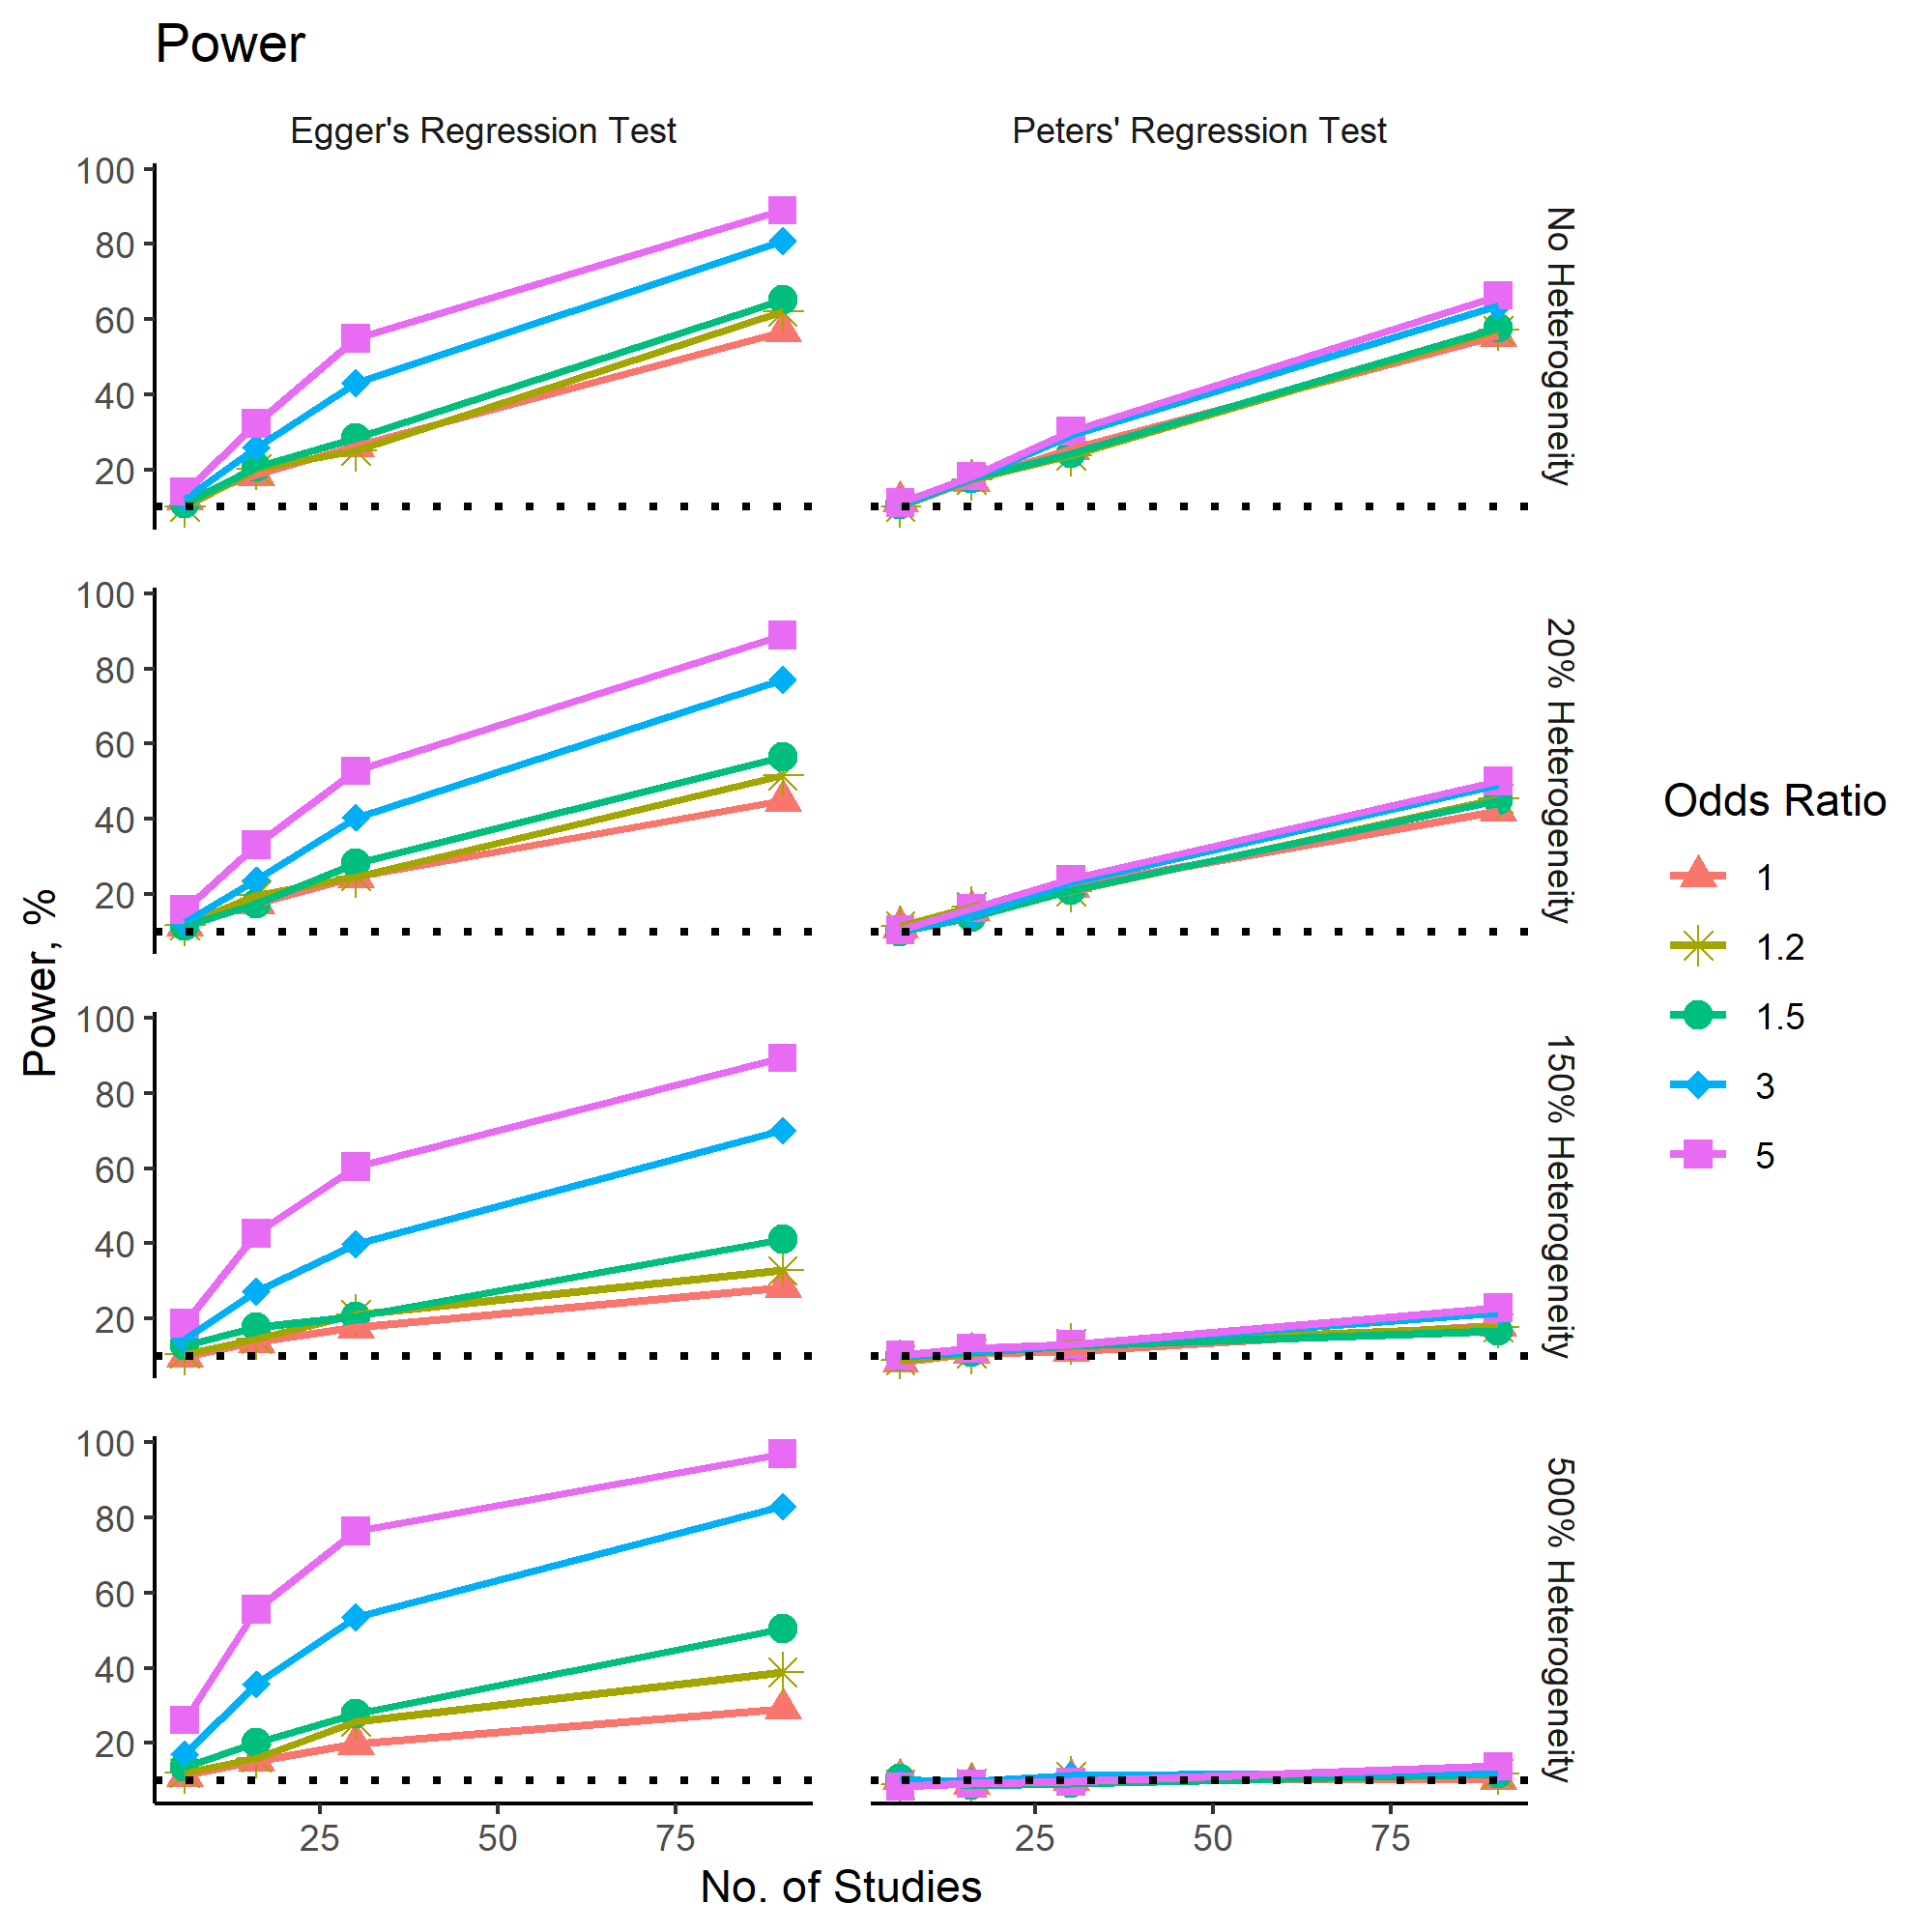 Power
Egger's Regression Test
Peters' Regression Test
100
80
60
40
20
No Heterogeneity
100
80
60
40
20
20% Heterogeneity
100
80
60
40
20
150% Heterogeneity
100
80
60
40
20
500% Heterogeneity
Power, %
25 50 75
25 50 75
No. of Studies
Odds Ratio
1
1.2
1.5
3
5